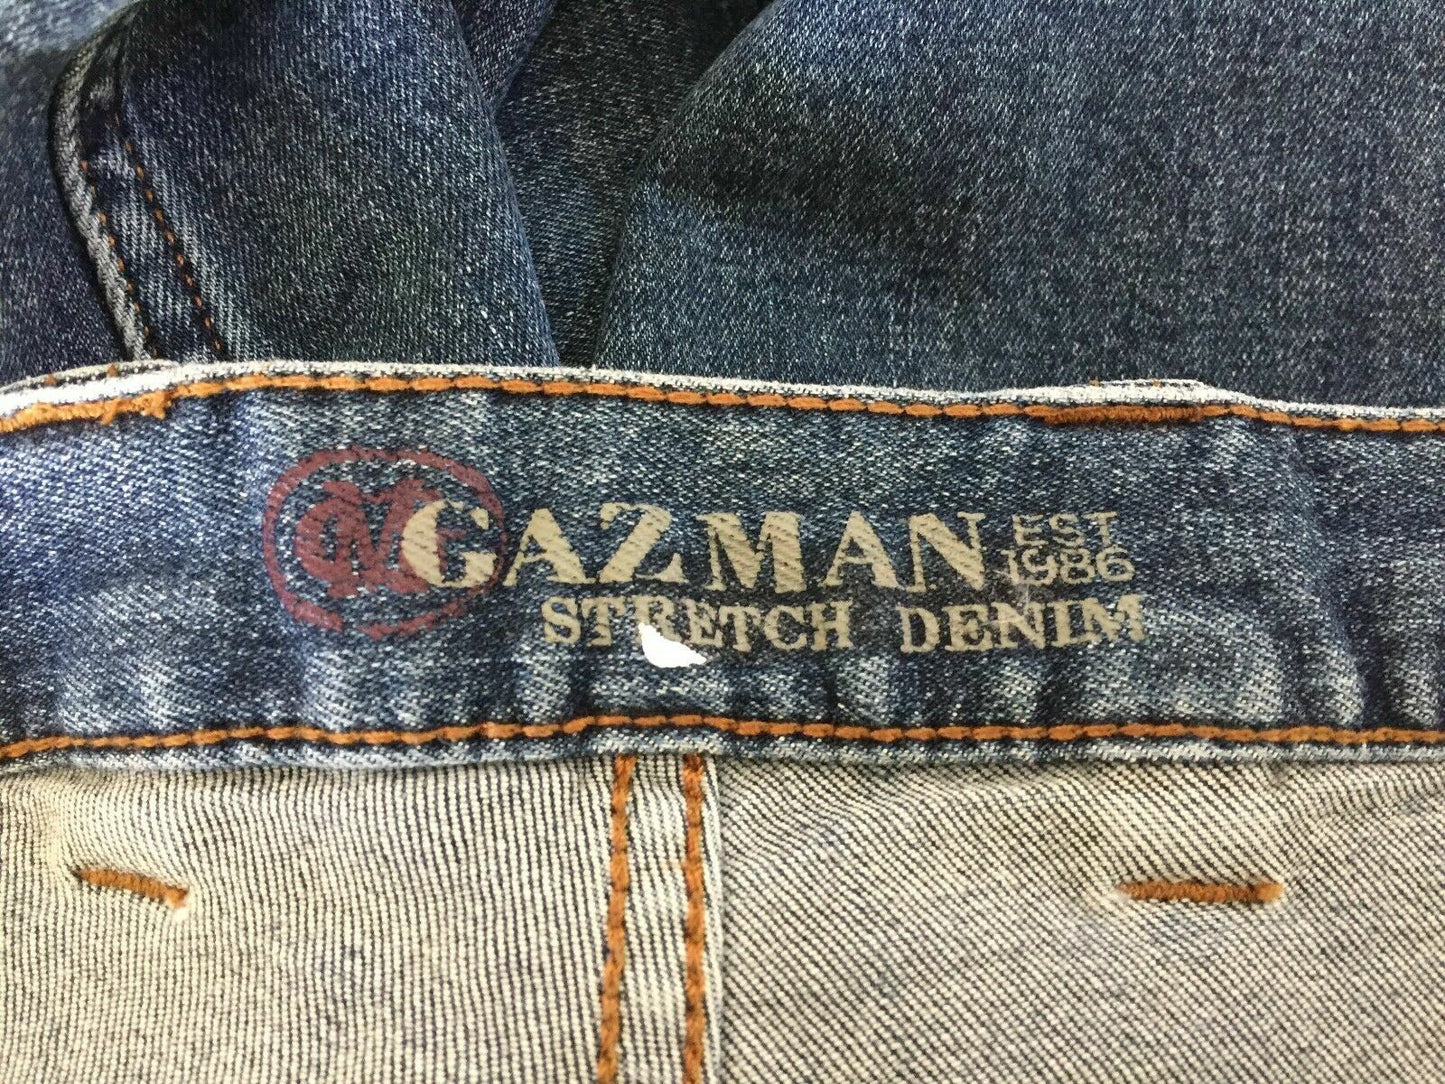 GAZMAN EST
1986
STRETCH DENIM